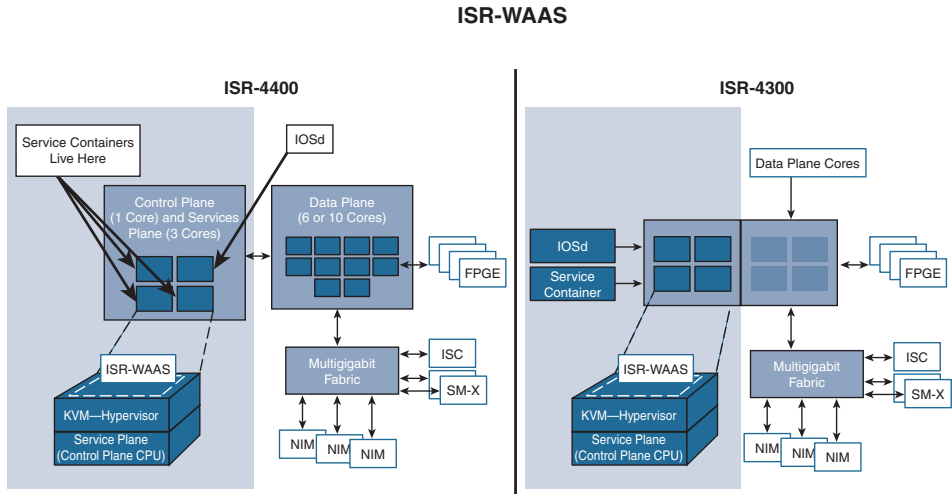 ISR-WAAS
ISR-4400
Service Containers
Live Here
IOSd
Control Plane
(1 Core) and Services
Plane (3 Cores)
Data Plane
(6 or 10 Cores)
FPGE
ISR-WAAS
KVM—Hypervisor
Service Plane
(Control Plane CPU)
Multigigabit
Fabric
ISC
SM-X
NIM
NIM
NIM
ISR-4300
Data Plane Cores
IOSd
Service
Container
FPGE
ISR-WAAS
KVM—Hypervisor
Service Plane
(Control Plane CPU)
Multigigabit
Fabric
ISC
SM-X
NIM
NIM
NIM